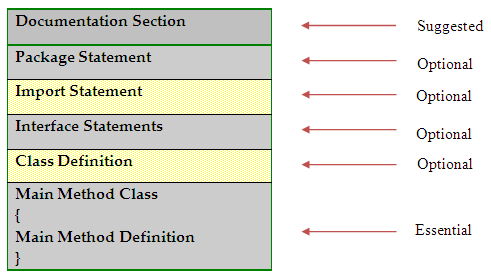 Documentation Section Suggested
Package Statement Optional
Import Statement Optional
Interface Statements Optional
Class Definition Optional
Main Method Class
{
Main Method Definition Essential
}